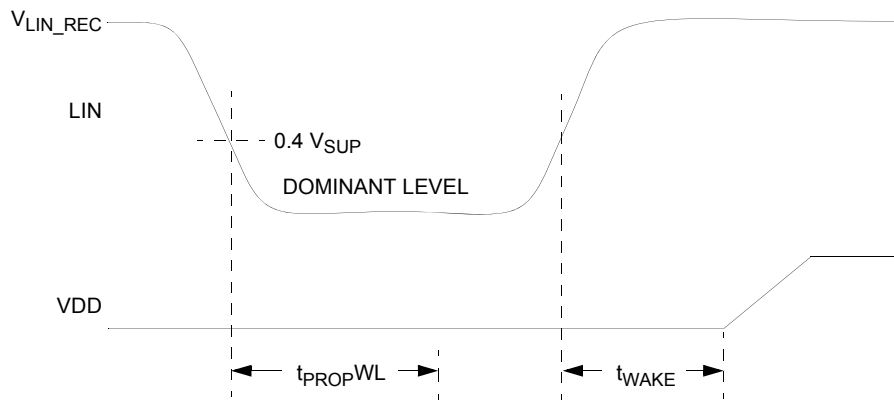 VLIN_REC
LIN
0.4 VSUP
DOMINANT LEVEL
VDD
tPROPWL
tWAKE